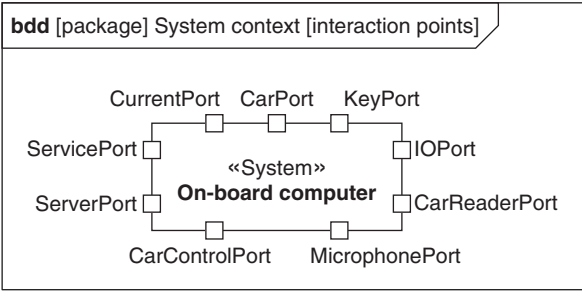 bdd [package] System context [interaction points]
CurrentPort CarPort KeyPort
ServicePort IOPort
«System»
On-board computer
ServerPort CarReaderPort
CarControlPort MicrophonePort